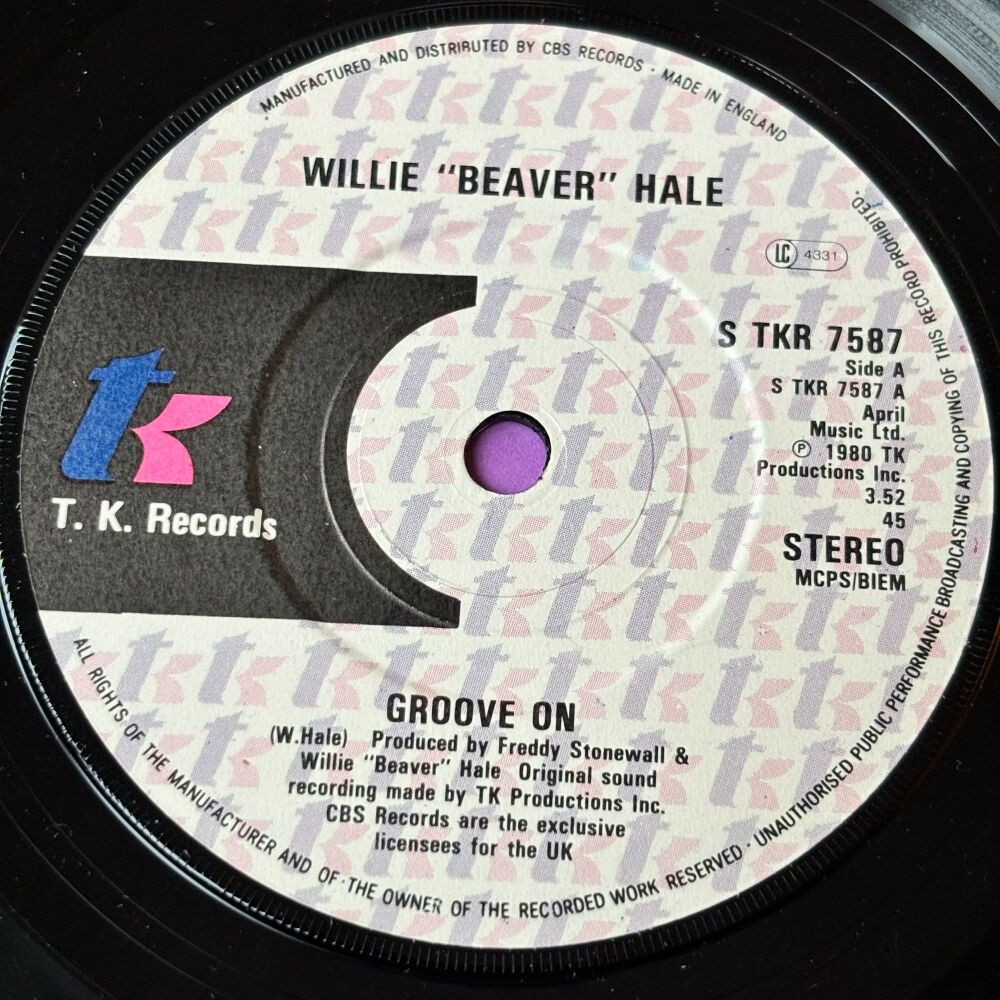 MANUFACTURED AND DISTRIBUTED BY CBS RECORDS · MADE IN ENGLAND
WILLIE "BEAVER" HALE
LC 4331
S TKR 7587
Side A
S TKR 7587 A
April
Music Ltd.
℗ 1980 TK
Productions Inc.
3.52
45
STEREO
MCPS/BIEM
tk
T. K. Records
GROOVE ON
(W.Hale) Produced by Freddy Stonewall &
Willie "Beaver" Hale Original sound
recording made by TK Productions Inc.
CBS Records are the exclusive
licensees for the UK
ALL RIGHTS OF THE MANUFACTURER AND OF · THE OWNER OF THE RECORDED WORK RESERVED · UNAUTHORISED PUBLIC PERFORMANCE BROADCASTING AND COPYING OF THIS RECORD PROHIBITED.